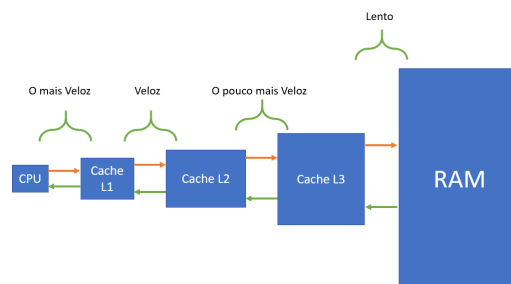 Lento
O mais Veloz
Veloz
O pouco mais Veloz
CPU
Cache
L1
Cache L2
Cache L3
RAM